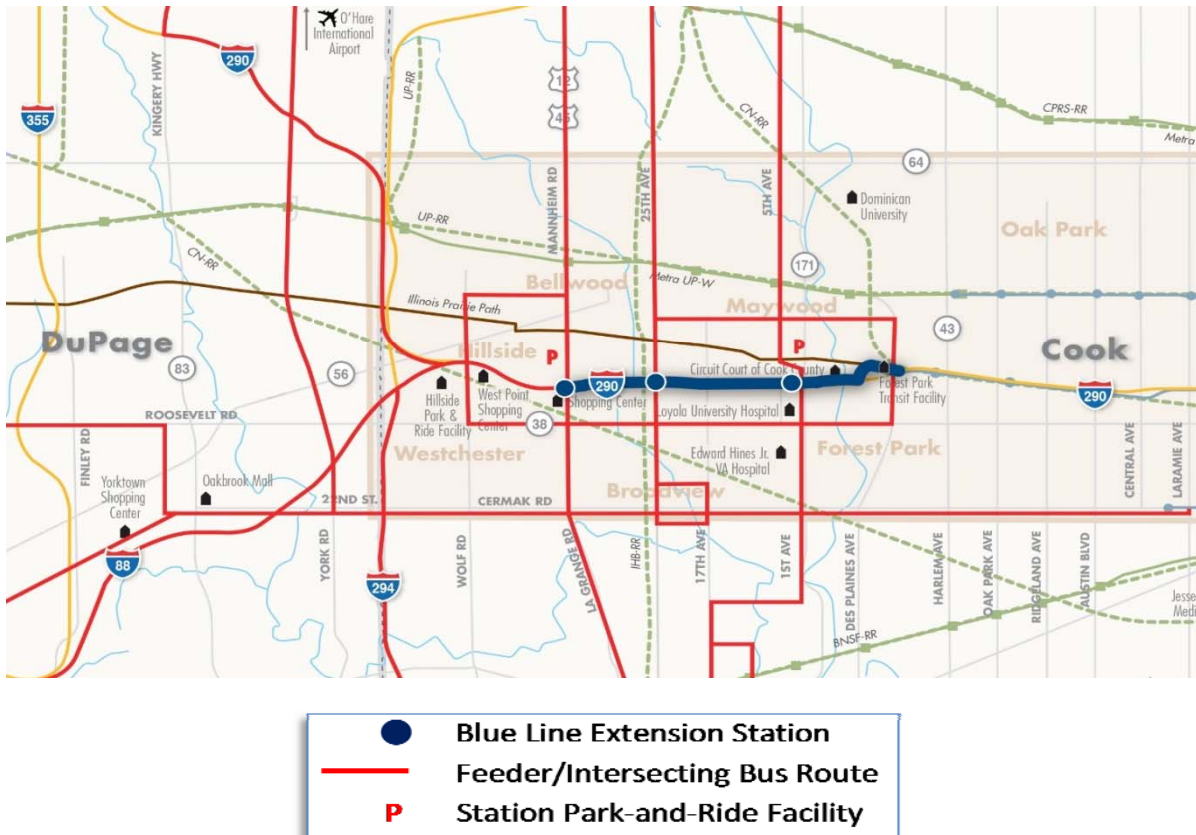 O'Hare
International
Airport
290
355
KINGERY HWY
UP-RR
12
45
MANNHEIM RD
25TH AVE
5TH AVE
CN-RR
CPRS-RR
Metra
64
Dominican
University
Oak Park
UP-RR
CN-RR
Bellwood
Metra UP-W
Maywood
171
Illinois Prairie Path
43
DuPage
83
56
Hillside
P
P
Cook
290
Circuit Court of Cook County
Forest Park
Transit Facility
290
Hillside
Park &
Ride Facility
West Point
Shopping
Center
Shopping Center
38
Loyola University Hospital
ROOSEVELT RD
Westchester
Edward Hines Jr.
VA Hospital
Forest Park
FINLEY RD
Yorktown
Shopping
Center
Oakbrook Mall
22ND ST.
CERMAK RD
Broadview
CENTRAL AVE
LARAMIE AVE
88
YORK RD
294
WOLF RD
LA GRANGE RD
IHB-RR
17TH AVE
1ST AVE
DES PLAINES AVE
HARLEM AVE
OAK PARK AVE
RIDGELAND AVE
AUSTIN BLVD
BNSF-RR
Jesse
Medi
Blue Line Extension Station
Feeder/Intersecting Bus Route
P Station Park-and-Ride Facility